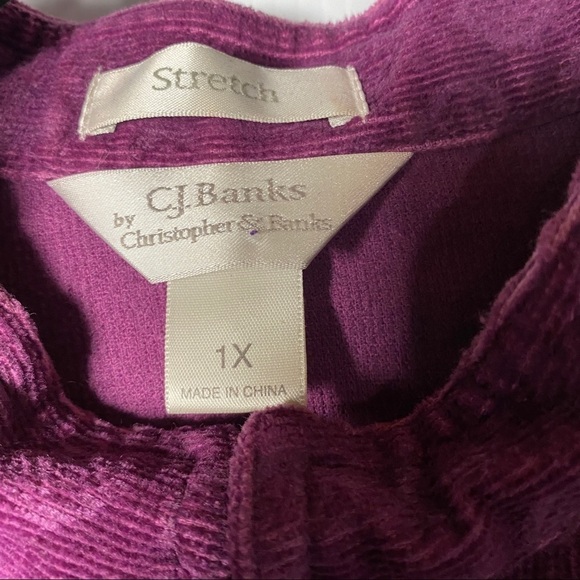 Stretch
C.J. Banks
by
Christopher & Banks
1X
MADE IN CHINA